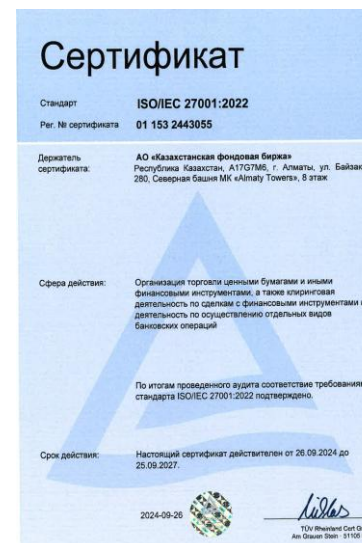 Сертификат
Стандарт ISO/IEC 27001:2022
Рег. № сертификата 01 153 2443055
Держатель сертификата:
АО «Казахстанская фондовая биржа»
Республика Казахстан, A17G7M6, г. Алматы, ул.
280, Северная башня МК «Almaty Towers», 8 этаж
Сфера действия:
Организация торговли ценными бумагами и иными
финансовыми инструментами, а также клиринговая
деятельность по сделкам с финансовыми инструментами
деятельность по осуществлению отдельных видов
банковских операций
По итогам проведенного аудита соответствие
стандарта ISO/IEC 27001:2022 подтверждено.
Срок действия:
Настоящий сертификат действителен от 26.09.2024 до
25.09.2027.
2024-09-26
TÜV Rheinland Cert
Am Grauen Stein